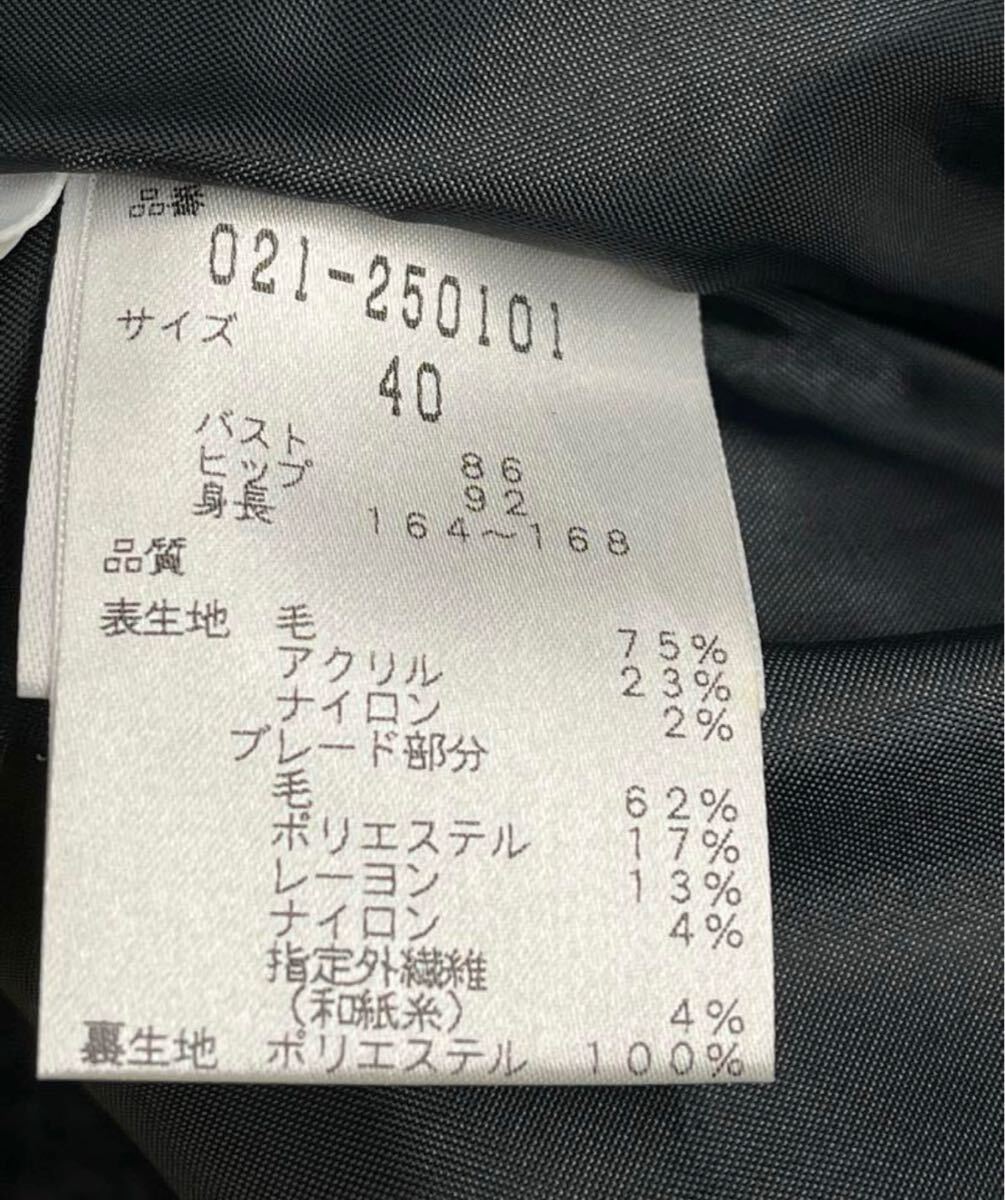 品番
021-250101
サイズ
40
バスト 86
ヒップ 92
身長 164~168
品質
表生地 毛 75%
アクリル 23%
ナイロン 2%
ブレード部分
毛 62%
ポリエステル 17%
レーヨン 13%
ナイロン 4%
指定外繊維
(和紙糸) 4%
裏生地 ポリエステル 100%